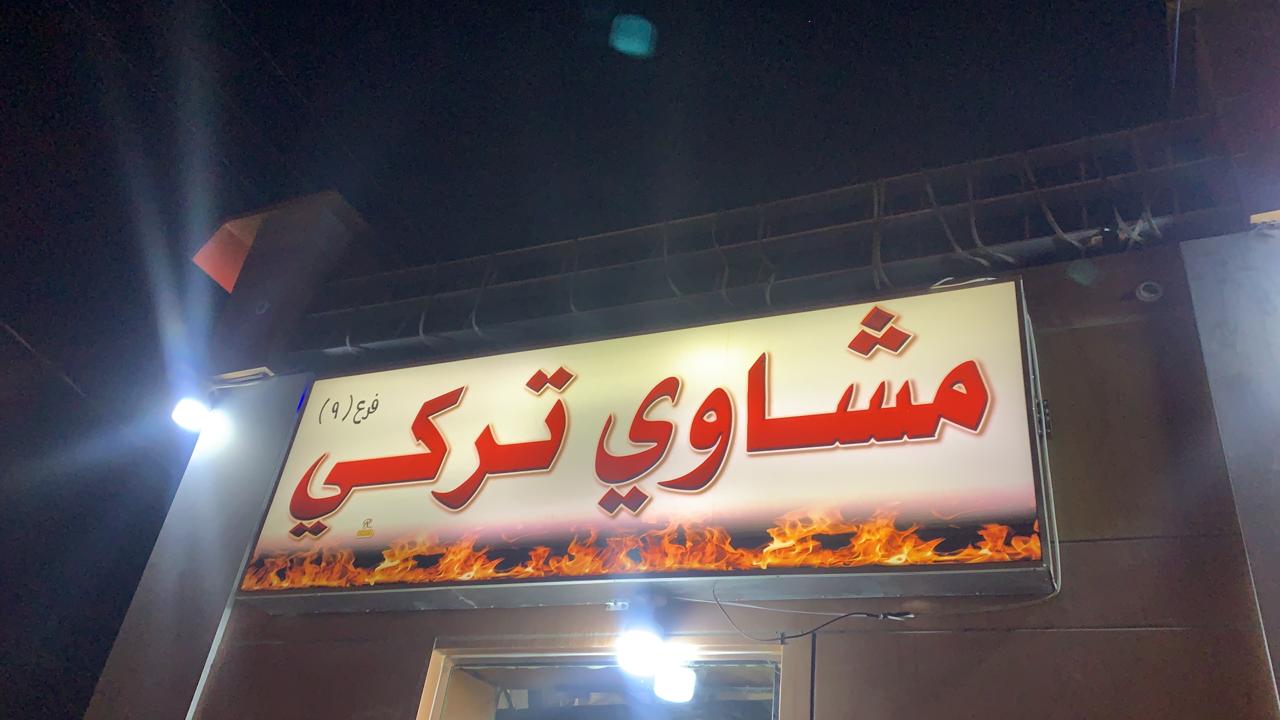 مشاوي تركي
فرع (٩)